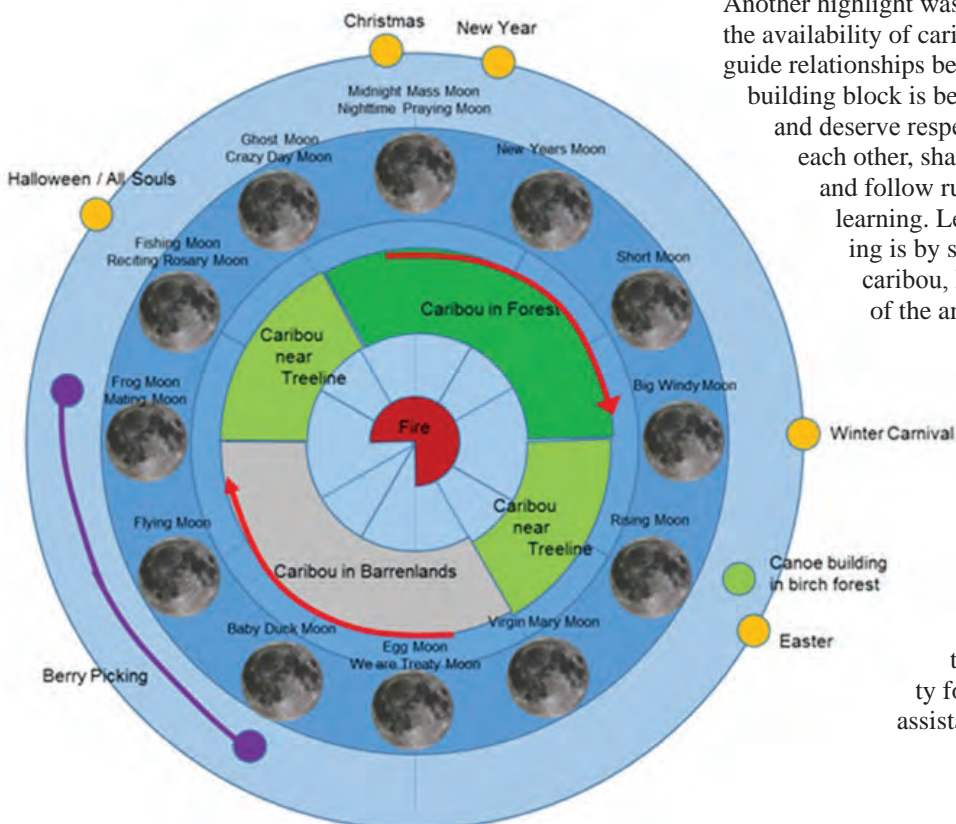 Christmas
New Year
Midnight Mass Moon
Nighttime Praying Moon
Ghost Moon
Crazy Day Moon
New Years Moon
Halloween / All Souls
Fishing Moon
Reciting Rosary Moon
Short Moon
Caribou in Forest
Caribou
near
Treeline
Frog Moon
Mating Moon
Big Windy Moon
Fire
Winter Carnival
Caribou
near
Treeline
Flying Moon
Rising Moon
Caribou in Barrenlands
Canoe building
in birch forest
Baby Duck Moon
Virgin Mary Moon
Egg Moon
We are Treaty Moon
Easter
Berry Picking
Another highlight was
the availability of cari
guide relationships be
building block is be
and deserve respe
each other, sha
and follow ru
learning. Le
ing is by s
caribou,
of the ar
t
ty fo
assista